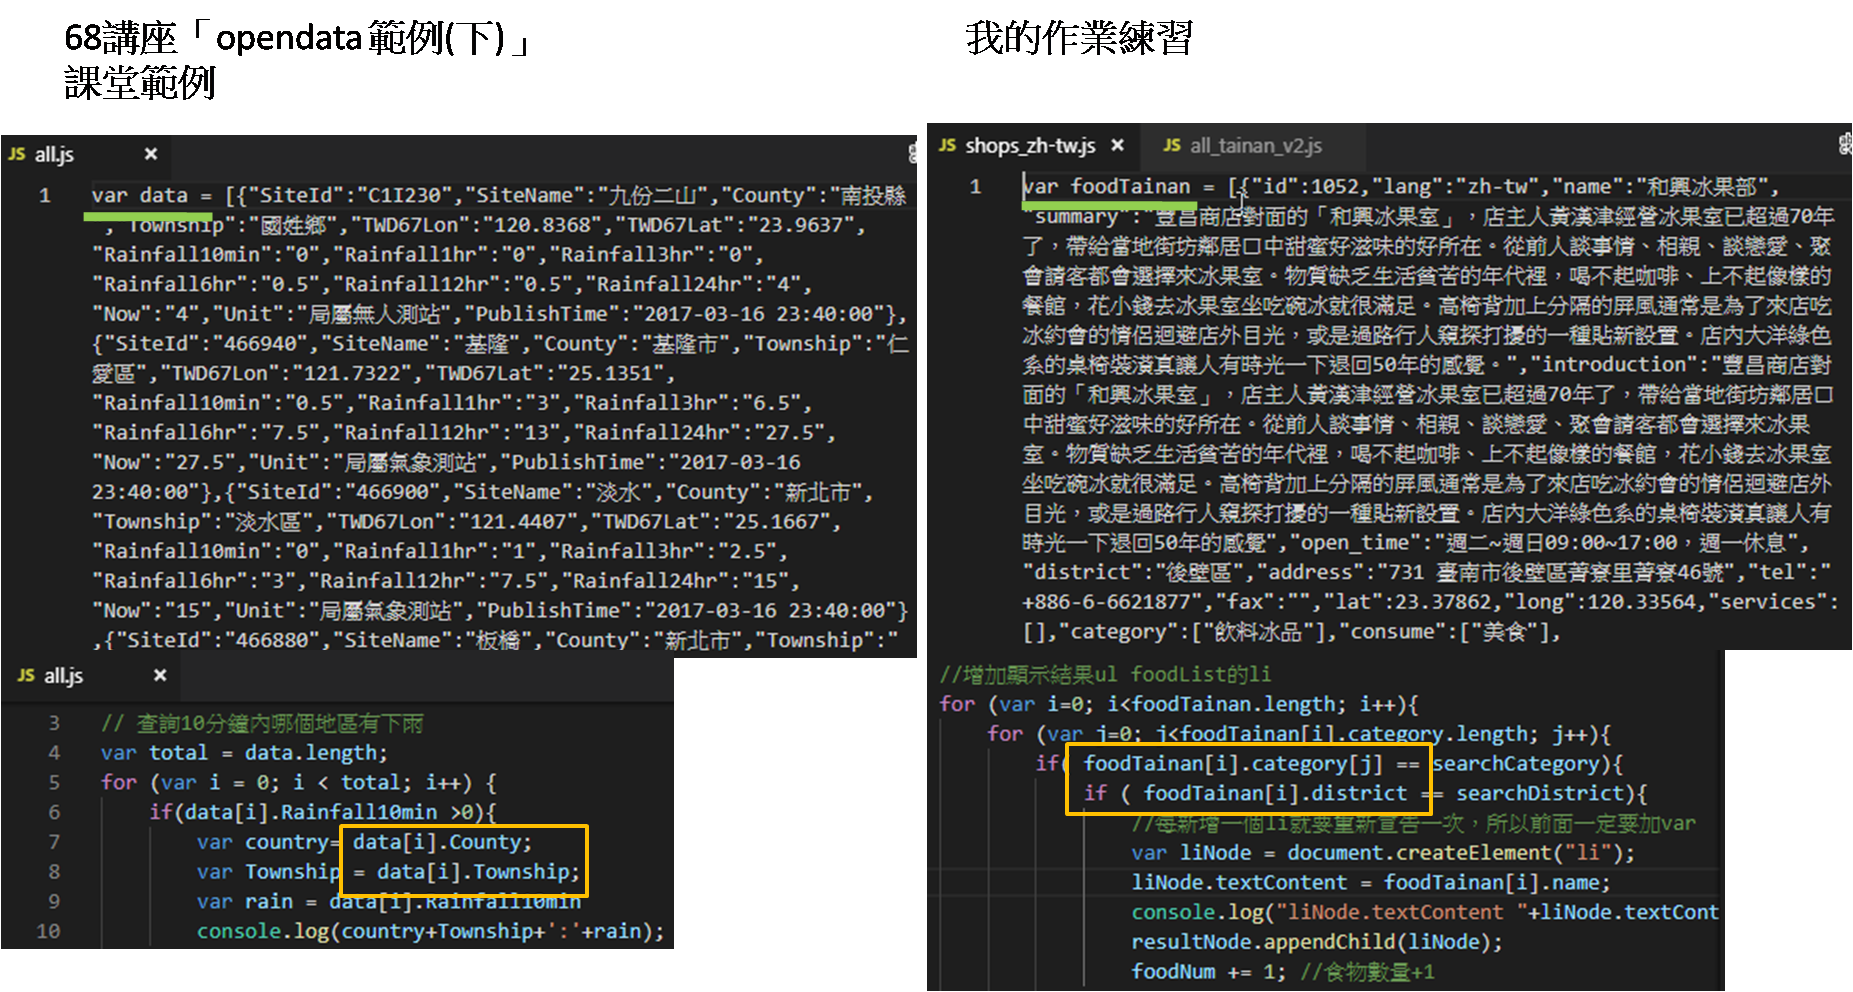 68講座「opendata範例(下)」
課堂範例
我的作業練習
JS all.js ×
1 var data = [{"SiteId":"C1I230","SiteName":"九份二山","County":"南投縣
","Township":"國姓鄉","TWD67Lon":"120.8368","TWD67Lat":"23.9637",
"Rainfall10min":"0","Rainfall1hr":"0","Rainfall3hr":"0",
"Rainfall6hr":"0.5","Rainfall12hr":"0.5","Rainfall24hr":"4",
"Now":"4","Unit":"局屬無人測站","PublishTime":"2017-03-16 23:40:00"},
{"SiteId":"466940","SiteName":"基隆","County":"基隆市","Township":"仁
愛區","TWD67Lon":"121.7322","TWD67Lat":"25.1351",
"Rainfall10min":"0.5","Rainfall1hr":"3","Rainfall3hr":"6.5",
"Rainfall6hr":"7.5","Rainfall12hr":"13","Rainfall24hr":"27.5",
"Now":"27.5","Unit":"局屬氣象測站","PublishTime":"2017-03-16
23:40:00"},{"SiteId":"466900","SiteName":"淡水","County":"新北市",
"Township":"淡水區","TWD67Lon":"121.4407","TWD67Lat":"25.1667",
"Rainfall10min":"0","Rainfall1hr":"1","Rainfall3hr":"2.5",
"Rainfall6hr":"3","Rainfall12hr":"7.5","Rainfall24hr":"15",
"Now":"15","Unit":"局屬氣象測站","PublishTime":"2017-03-16 23:40:00"}
,{"SiteId":"466880","SiteName":"板橋","County":"新北市","Township":"
JS all.js ×
3 // 查詢10分鐘內哪個地區有下雨
4 var total = data.length;
5 for (var i = 0; i < total; i++) {
6 if(data[i].Rainfall10min >0){
7 var country= data[i].County;
8 var Township = data[i].Township;
9 var rain = data[i].Rainfall10min
10 console.log(country+Township+':'+rain);
JS shops_zh-tw.js × JS all_tainan_v2.js
1 var foodTainan = [{"id":1052,"lang":"zh-tw","name":"和興冰果部",
"summary":"豐昌商店對面的「和興冰果室」，店主人黃漢津經營冰果室已超過70年
了，帶給當地街坊鄰居口中甜蜜好滋味的好所在。從前人談事情、相親、談戀愛、聚
會請客都會選擇來冰果室。物質缺乏生活貧苦的年代裡，喝不起咖啡、上不起像樣的
餐館，花小錢去冰果室坐吃碗冰就很滿足。高椅背加上分隔的屏風通常是為了來店吃
冰約會的情侶迴避店外目光，或是過路行人窺探打擾的一種貼新設置。店內大洋綠色
系的桌椅裝潢真讓人有時光一下退回50年的感覺。","introduction":"豐昌商店對
面的「和興冰果室」，店主人黃漢津經營冰果室已超過70年了，帶給當地街坊鄰居口
中甜蜜好滋味的好所在。從前人談事情、相親、談戀愛、聚會請客都會選擇來冰果
室。物質缺乏生活貧苦的年代裡，喝不起咖啡、上不起像樣的餐館，花小錢去冰果室
坐吃碗冰就很滿足。高椅背加上分隔的屏風通常是為了來店吃冰約會的情侶迴避店外
目光，或是過路行人窺探打擾的一種貼新設置。店內大洋綠色系的桌椅裝潢真讓人有
時光一下退回50年的感覺","open_time":"週二~週日09:00~17:00，週一休息",
"district":"後壁區","address":"731 臺南市後壁區菁寮里菁寮46號","tel":"
+886-6-6621877","fax":"","lat":23.37862,"long":120.33564,"services":
[],"category":["飲料冰品"],"consume":["美食"],
//增加顯示結果ul foodList的li
for (var i=0; i<foodTainan.length; i++){
for (var j=0; j<foodTainan[i].category.length; j++){
if( foodTainan[i].category[j] == searchCategory){
if ( foodTainan[i].district == searchDistrict){
//每新增一個li就要重新宣告一次，所以前面一定要加var
var liNode = document.createElement("li");
liNode.textContent = foodTainan[i].name;
console.log("liNode.textContent "+liNode.textCont
resultNode.appendChild(liNode);
foodNum += 1; //食物數量+1